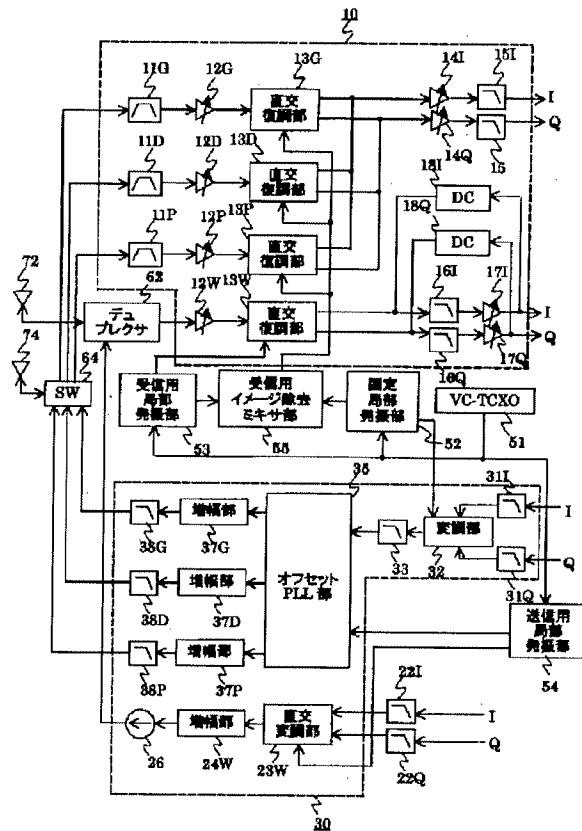 10
11G
12G
13G
直交
復調部
14I
15I
I
Q
14Q
15
11D
12D
13D
直交
復調部
18I
DC
18Q
DC
11P
12P
13P
直交
復調部
72
62
デュ
プレクサ
12W
13W
直交
復調部
16I
17I
I
Q
16Q
17Q
74
64
SW
受信用
局部
発振部
53
受信用
イメージ除去
ミキサ部
55
固定
局部
発振部
52
VC-TCXO
51
35
オフセット
PLL部
38G
増幅部
37G
33
変調部
32
31I
I
Q
31Q
38D
増幅部
37D
送信用
局部
発振部
54
38P
増幅部
37P
26
増幅部
24W
直交
変調部
23W
22I
I
Q
22Q
30